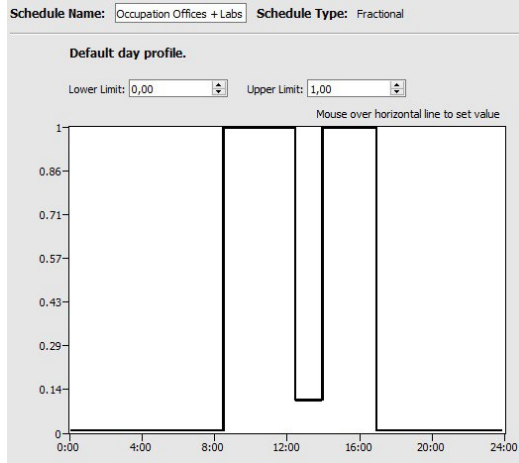 Schedule Name: Occupation Offices + Labs Schedule Type: Fractional
Default day profile.
Lower Limit: 0,00 Upper Limit: 1,00
Mouse over horizontal line to set value
1
0.86
0.71
0.57
0.43
0.29
0.14
0
0:00 4:00 8:00 12:00 16:00 20:00 24:00